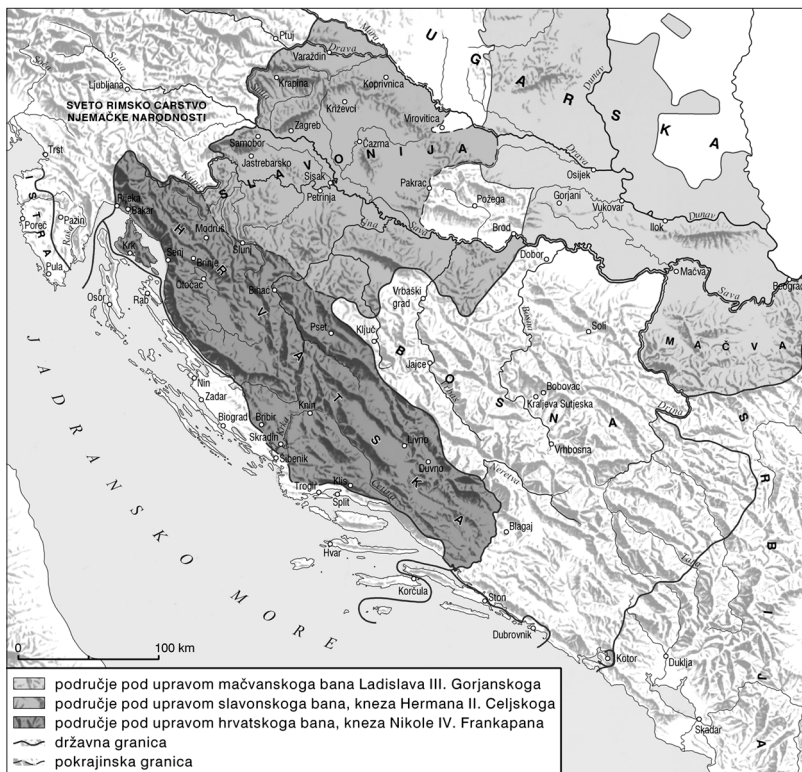 Ptuj
Mura
Drava
Varaždin
UGARSKA
Dunav
Soča
Sava
Ljubljana
Krapina
Koprivnica
SVETO RIMSKO CARSTVO
NJEMAČKE NARODNOSTI
Križevci
Zagreb
Virovitica
Samobor
Čazma
SLAVONIJA
Drava
Trst
Jastrebarsko
Sisak
Pakrac
Osijek
Kupa
Petrinja
Požega
Gorjani
Vukovar
Dunav
ISTRA
Rijeka
Bakar
Pazin
Poreč
Raša
Modruš
Una
Sava
Brod
Ilok
Krk
Senj
Brinje
Slunj
Dobor
Pula
Otočac
Mačva
Beograd
Osor
Rab
Bihać
Vrbaški
grad
Bosna
Sava
HRVATSKA
Pset
Ključ
Soli
MAČVA
Jajce
BOSNA
Vrbas
Nin
Zadar
Bobovac
Kraljeva Sutjeska
Drina
JADRANSKO MORE
Biograd
Bribir
Knin
Krka
Skradin
Livno
Vrhbosna
SRBIJA
Šibenik
Duvno
Neretva
Trogir
Klis
Split
Cetina
Blagaj
Hvar
Tara
Korčula
Ston
Dubrovnik
0
100 km
Kotor
Duklja
Skadar
područje pod upravom mačvanskoga bana Ladislava III. Gorjanskoga
područje pod upravom slavonskoga bana, kneza Hermana II. Celjskoga
područje pod upravom hrvatskoga bana, kneza Nikole IV. Frankapana
državna granica
pokrajinska granica